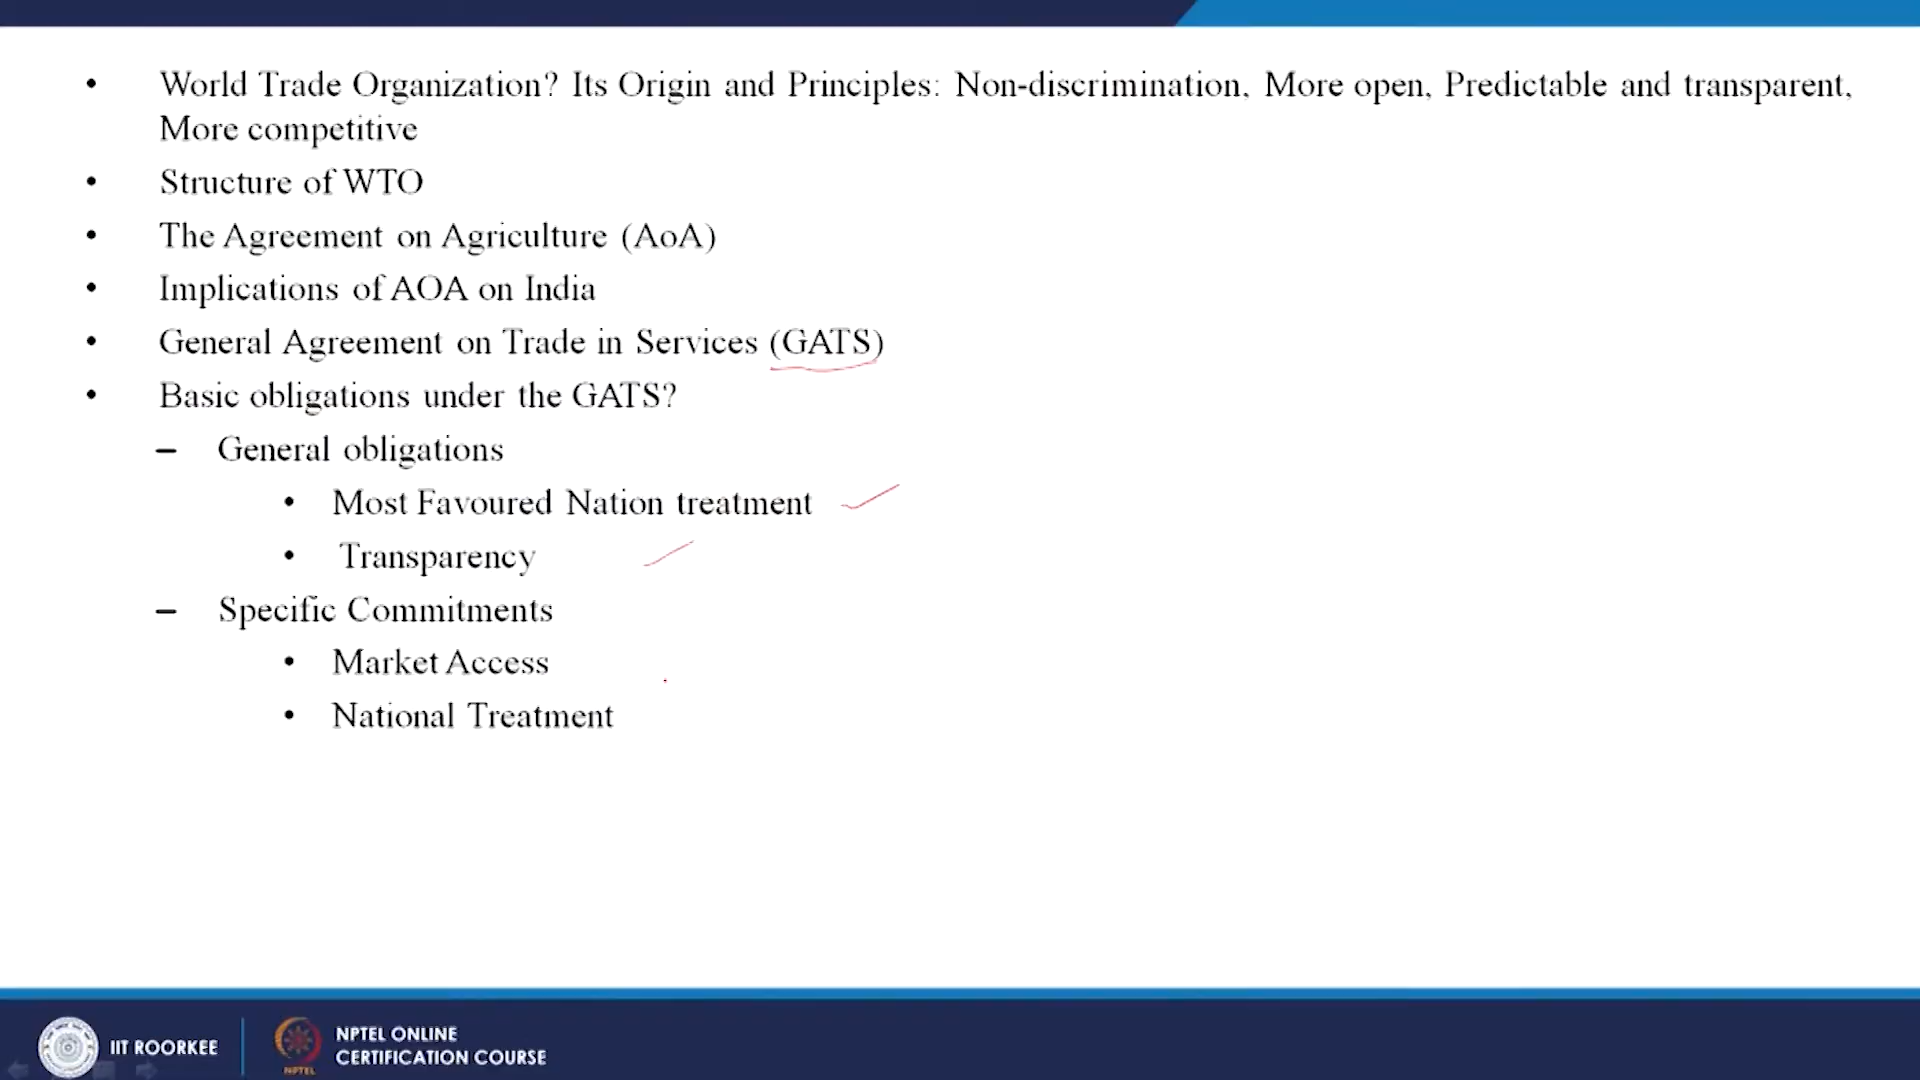 • World Trade Organization? Its Origin and Principles: Non-discrimination, More open, Predictable and transparent,
More competitive
• Structure of WTO
• The Agreement on Agriculture (AoA)
• Implications of AOA on India
• General Agreement on Trade in Services (GATS)
• Basic obligations under the GATS?
– General obligations
• Most Favoured Nation treatment
• Transparency
– Specific Commitments
• Market Access
• National Treatment
IIT ROORKEE
NPTEL
NPTEL ONLINE
CERTIFICATION COURSE